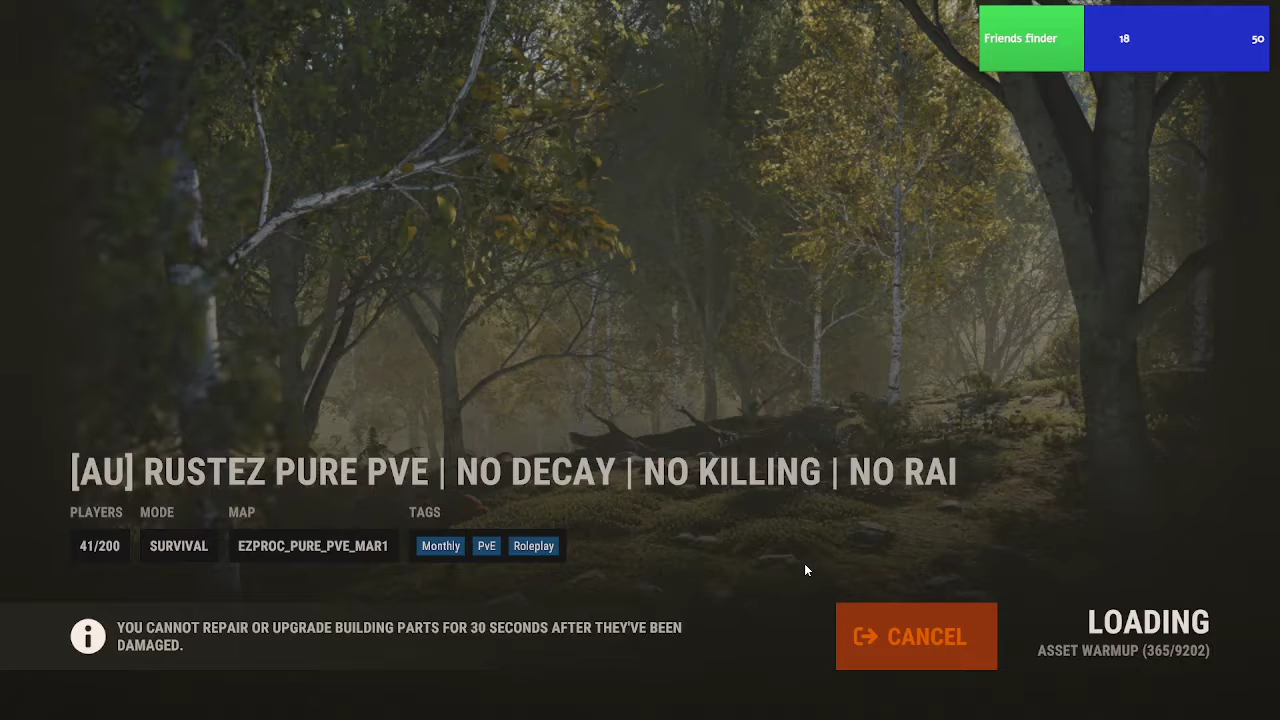 Friends finder 18 50
[AU] RUSTEZ PURE PVE | NO DECAY | NO KILLING | NO RAI
PLAYERS MODE MAP TAGS
41/200 SURVIVAL EZPROC_PURE_PVE_MAR1 Monthly PvE Roleplay
YOU CANNOT REPAIR OR UPGRADE BUILDING PARTS FOR 30 SECONDS AFTER THEY'VE BEEN
DAMAGED.
CANCEL
LOADING
ASSET WARMUP (365/9202)